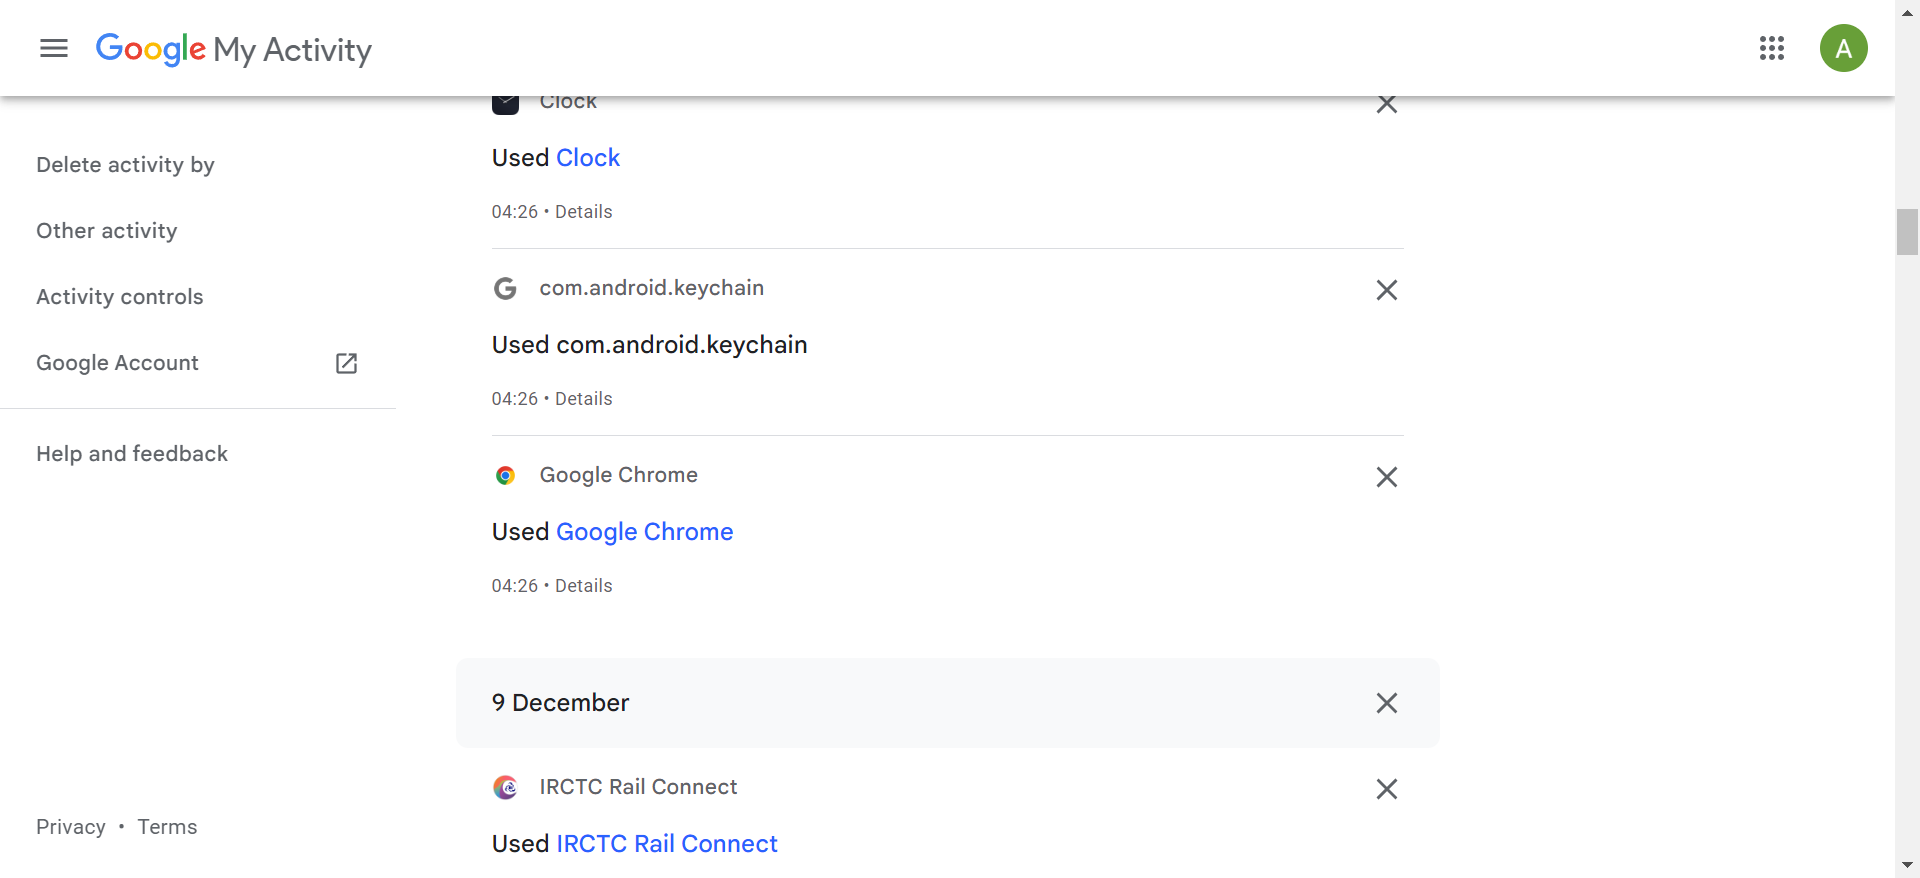 Google My Activity
A
Delete activity by
Other activity
Activity controls
Google Account
Help and feedback
Privacy • Terms
Clock
Used Clock
04:26 • Details
com.android.keychain
Used com.android.keychain
04:26 • Details
Google Chrome
Used Google Chrome
04:26 • Details
9 December
IRCTC Rail Connect
Used IRCTC Rail Connect